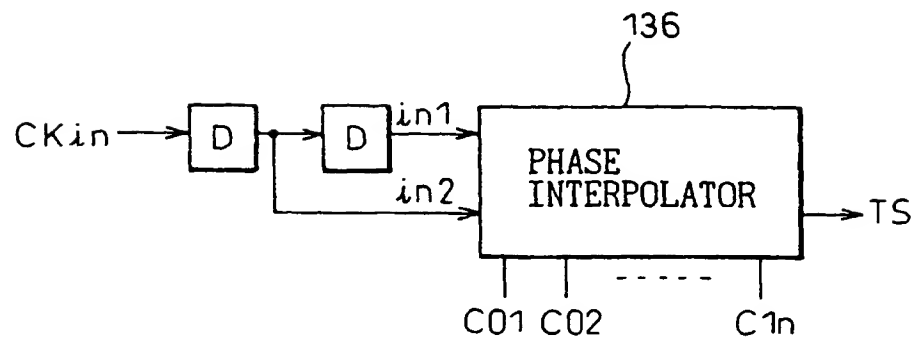 136
CKin
D
D
in1
in2
PHASE
INTERPOLATOR
TS
C01 C02 C1n